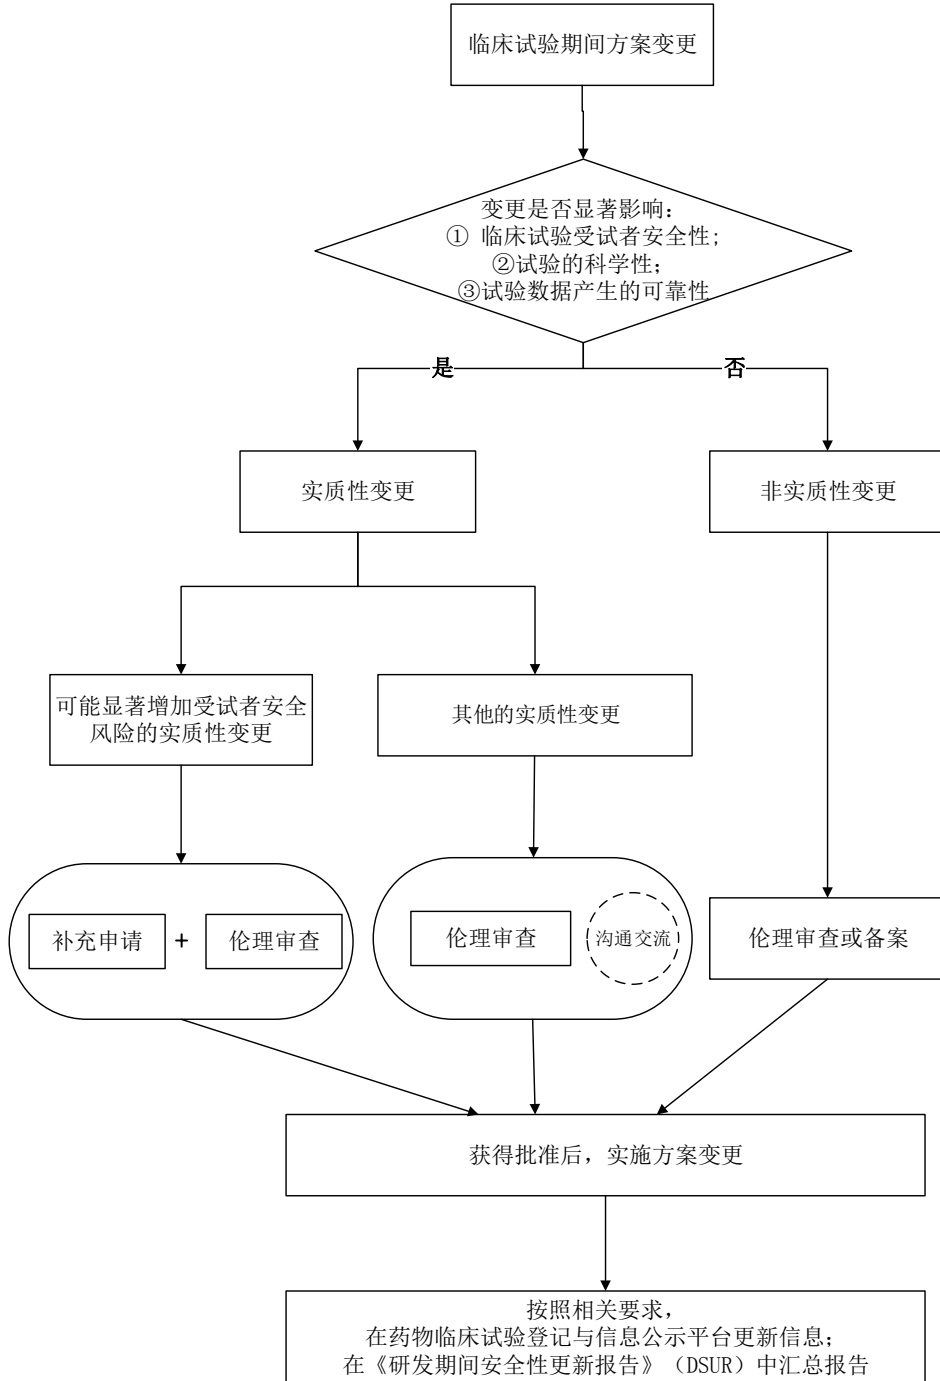 临床试验期间方案变更
变更是否显著影响：
① 临床试验受试者安全性；
②试验的科学性；
③试验数据产生的可靠性
是
否
实质性变更
非实质性变更
可能显著增加受试者安全
风险的实质性变更
其他的实质性变更
补充申请
+
伦理审查
伦理审查
沟通交流
伦理审查或备案
获得批准后，实施方案变更
按照相关要求，
在药物临床试验登记与信息公示平台更新信息；
在《研发期间安全性更新报告》（DSUR）中汇总报告